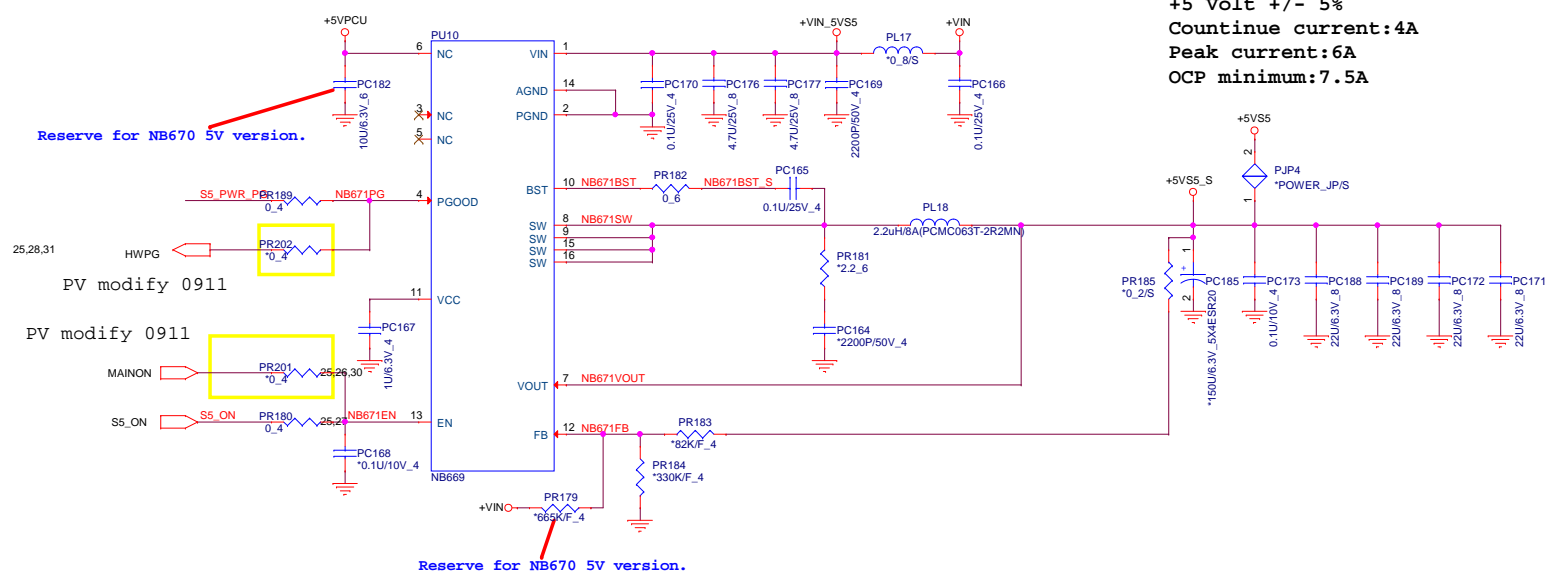 +5 Volt +/- 5%
Countinue current:4A
Peak current:6A
OCP minimum:7.5A
+5VPCU
+VIN_5VS5
+VIN
PL17
*0_8/S
PU10
6
NC
VIN
1
PC182
10U/6.3V_6
3
NC
5
NC
AGND
14
PGND
2
PC170
0.1U/25V_4
PC176
4.7U/25V_8
PC177
4.7U/25V_8
PC169
2200P/50V_4
PC166
0.1U/25V_4
Reserve for NB670 5V version.
S5_PWR_PG
PR189
0_4
NB671PG
4
PGOOD
25,28,31
HWPG
PR202
*0_4
PV modify 0911
BST
10
NB671BST
PR182
0_6
NB671BST_S
PC165
0.1U/25V_4
SW
8
NB671SW
SW
9
SW
15
SW
16
PL18
2.2uH/8A(PCMC063T-2R2MN)
PR181
*2.2_6
PC164
*2200P/50V_4
+5VS5
2
1
PJP4
*POWER_JP/S
+5VS5_S
PR185
*0_2/S
+
1
2
PC185
*150U/6.3V_5X4ESR20
PC173
0.1U/10V_4
PC188
22U/6.3V_8
PC189
22U/6.3V_8
PC172
22U/6.3V_8
PC171
22U/6.3V_8
11
VCC
PC167
1U/6.3V_4
PV modify 0911
MAINON
PR201
*0_4
25,26,30
S5_ON
S5_ON
PR180
0_4
25,27
NB671EN
13
EN
PC168
*0.1U/10V_4
VOUT
7
NB671VOUT
FB
12
NB671FB
PR183
*82K/F_4
PR184
*330K/F_4
NB669
+VIN
PR179
*665K/F_4
Reserve for NB670 5V version.